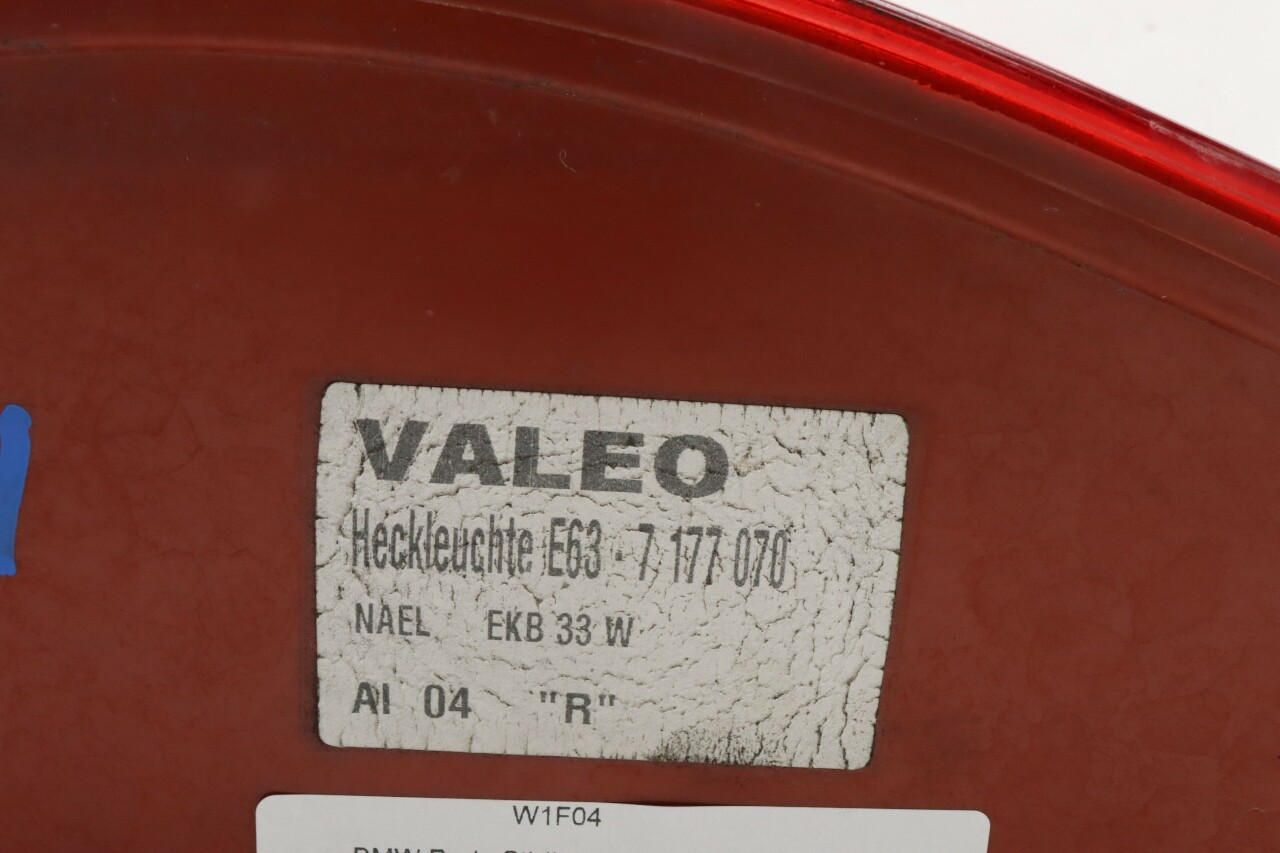 VALEO
Heckleuchte E63 - 7 177 070
NAEL EKB 33 W
AI 04 "R"
W1F04